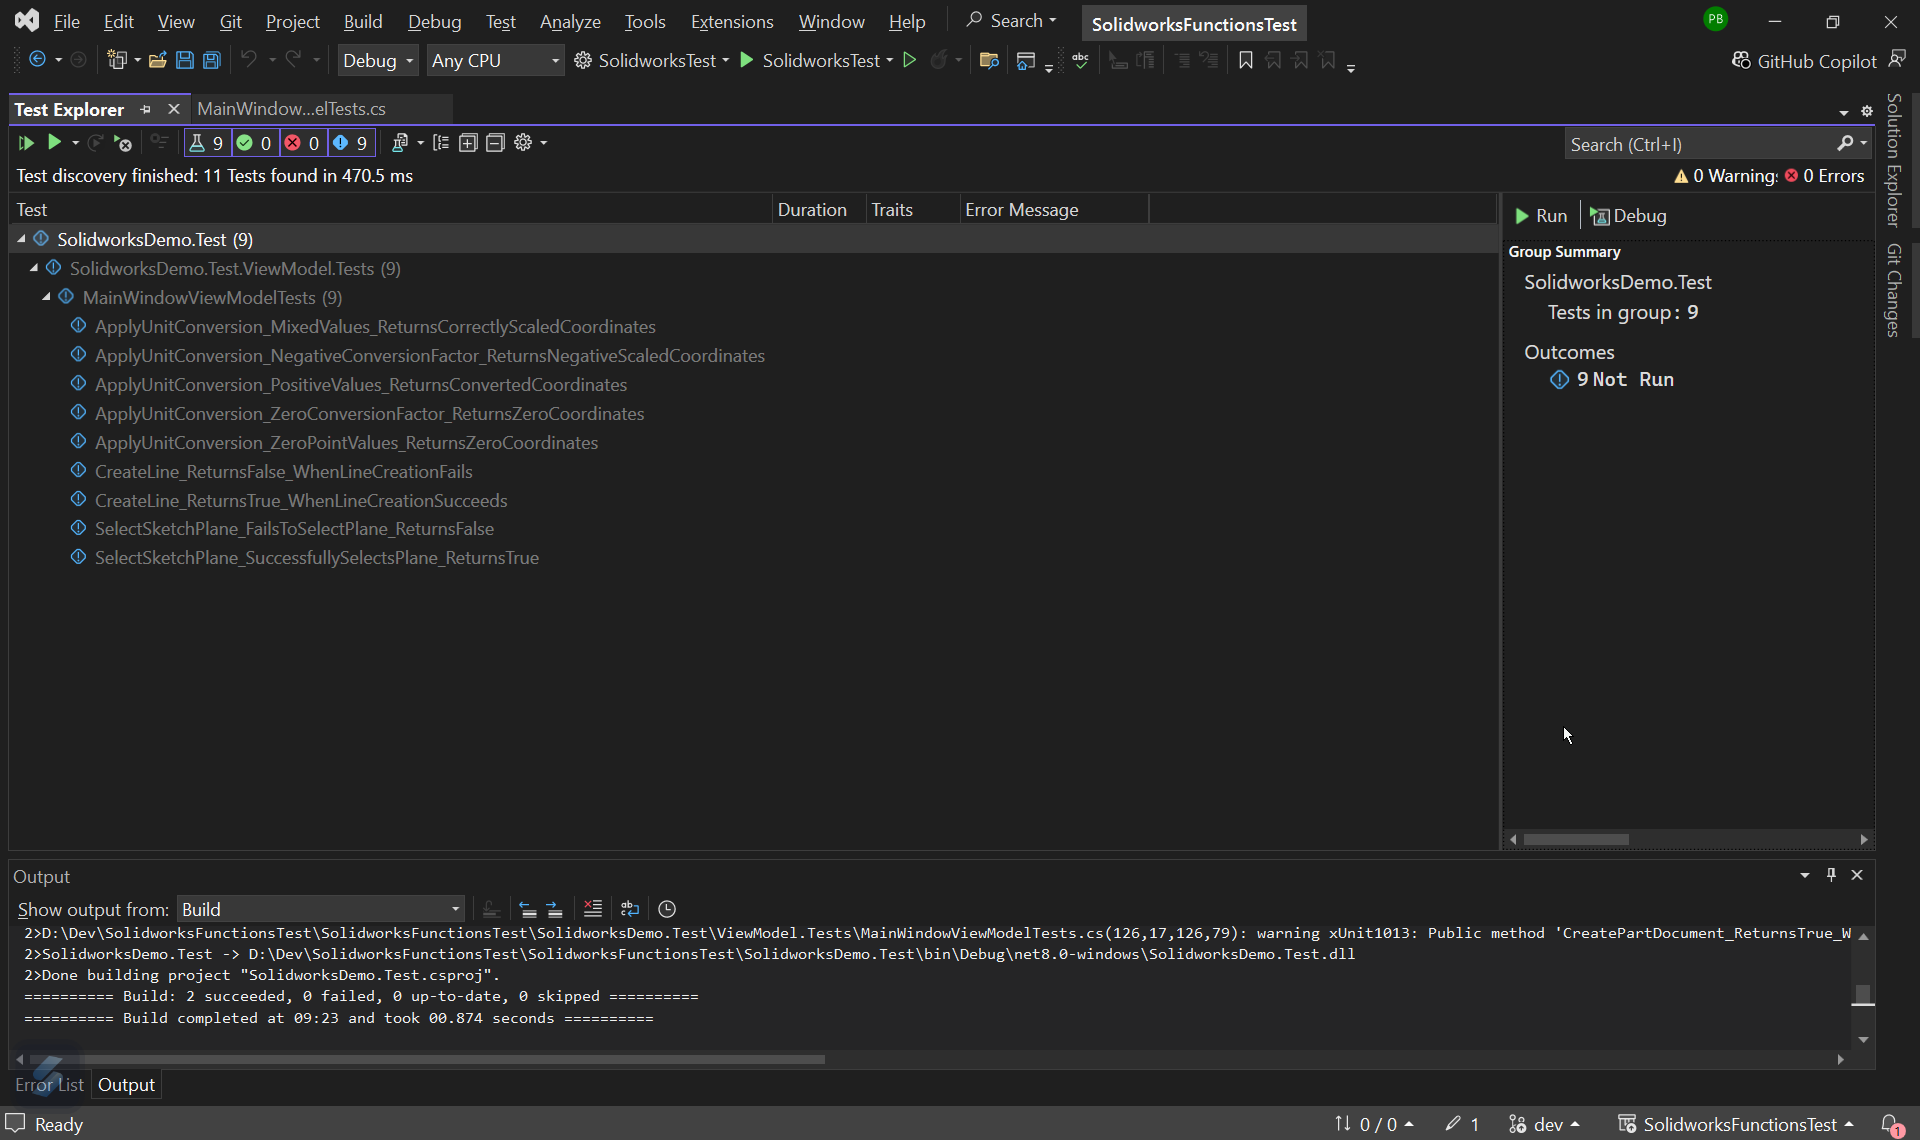 File Edit View Git Project Build Debug Test Analyze Tools Extensions Window Help Search SolidworksFunctionsTest PB
Debug Any CPU SolidworksTest SolidworksTest GitHub Copilot
Test Explorer MainWindow...elTests.cs
9 0 0 9 Search (Ctrl+I)
Test discovery finished: 11 Tests found in 470.5 ms 0 Warning: 0 Errors
Test Duration Traits Error Message
Run Debug
SolidworksDemo.Test (9)
SolidworksDemo.Test.ViewModel.Tests (9)
MainWindowViewModelTests (9)
ApplyUnitConversion_MixedValues_ReturnsCorrectlyScaledCoordinates
ApplyUnitConversion_NegativeConversionFactor_ReturnsNegativeScaledCoordinates
ApplyUnitConversion_PositiveValues_ReturnsConvertedCoordinates
ApplyUnitConversion_ZeroConversionFactor_ReturnsZeroCoordinates
ApplyUnitConversion_ZeroPointValues_ReturnsZeroCoordinates
CreateLine_ReturnsFalse_WhenLineCreationFails
CreateLine_ReturnsTrue_WhenLineCreationSucceeds
SelectSketchPlane_FailsToSelectPlane_ReturnsFalse
SelectSketchPlane_SuccessfullySelectsPlane_ReturnsTrue
Group Summary
SolidworksDemo.Test
Tests in group: 9
Outcomes
9 Not Run
Solution Explorer
Git Changes
Output
Show output from: Build
2>D:\Dev\SolidworksFunctionsTest\SolidworksFunctionsTest\SolidworksDemo.Test\ViewModel.Tests\MainWindowViewModelTests.cs(126,17,126,79): warning xUnit1013: Public method 'CreatePartDocument_ReturnsTrue_W
2>SolidworksDemo.Test -> D:\Dev\SolidworksFunctionsTest\SolidworksFunctionsTest\SolidworksDemo.Test\bin\Debug\net8.0-windows\SolidworksDemo.Test.dll
2>Done building project "SolidworksDemo.Test.csproj".
========== Build: 2 succeeded, 0 failed, 0 up-to-date, 0 skipped ==========
========== Build completed at 09:23 and took 00.874 seconds ==========
Error List Output
Ready 0 / 0 1 dev SolidworksFunctionsTest 1